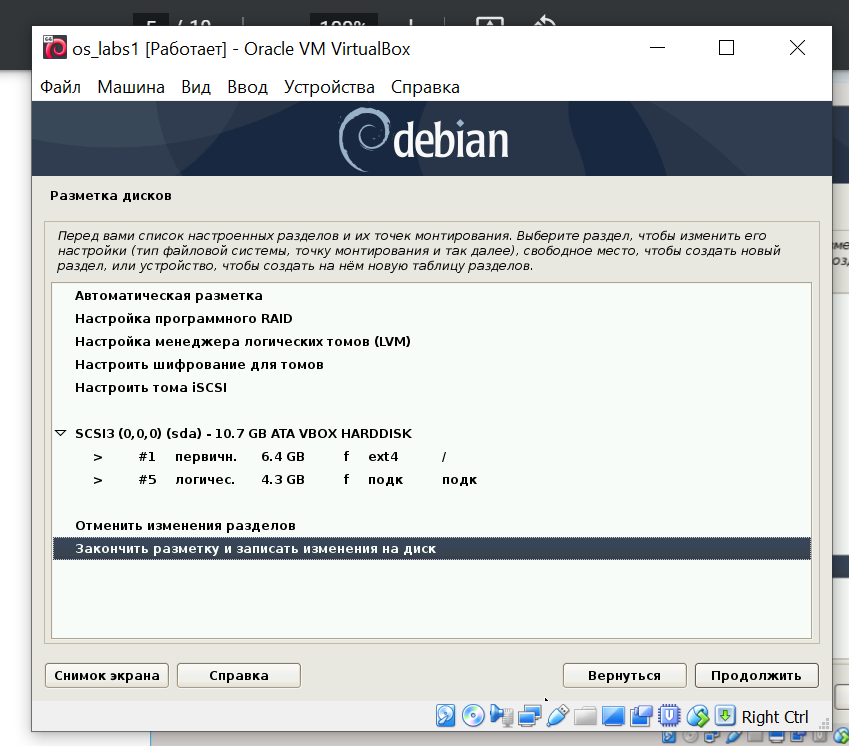 os_labs1 [Работает] - Oracle VM VirtualBox
Файл Машина Вид Ввод Устройства Справка
debian
Разметка дисков
Перед вами список настроенных разделов и их точек монтирования. Выберите раздел, чтобы изменить его
настройки (тип файловой системы, точку монтирования и так далее), свободное место, чтобы создать новый
раздел, или устройство, чтобы создать на нём новую таблицу разделов.
Автоматическая разметка
Настройка программного RAID
Настройка менеджера логических томов (LVM)
Настроить шифрование для томов
Настроить тома iSCSI
SCSI3 (0,0,0) (sda) - 10.7 GB ATA VBOX HARDDISK
> #1 первичн. 6.4 GB f ext4 /
> #5 логичес. 4.3 GB f подк подк
Отменить изменения разделов
Закончить разметку и записать изменения на диск
Снимок экрана Справка Вернуться Продолжить
Right Ctrl